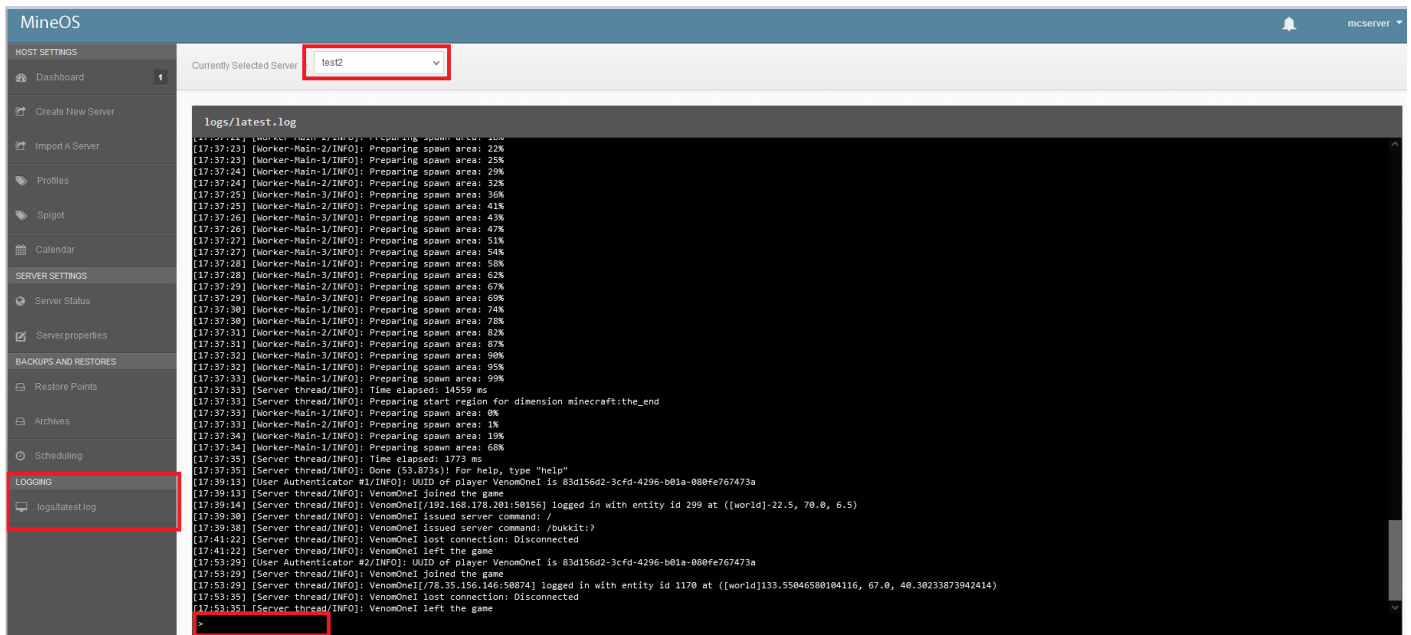 MineOS
mcserver
HOST SETTINGS
Dashboard 1
Create New Server
Import A Server
Profiles
Spigot
Calendar
SERVER SETTINGS
Server Status
Server.properties
BACKUPS AND RESTORES
Restore Points
Archives
Scheduling
LOGGING
logs/latest.log
Currently Selected Server
test2
logs/latest.log
[17:37:22] [Worker-Main-2/INFO]: Preparing spawn area: 18%
[17:37:23] [Worker-Main-2/INFO]: Preparing spawn area: 22%
[17:37:23] [Worker-Main-1/INFO]: Preparing spawn area: 25%
[17:37:24] [Worker-Main-1/INFO]: Preparing spawn area: 29%
[17:37:24] [Worker-Main-2/INFO]: Preparing spawn area: 32%
[17:37:25] [Worker-Main-3/INFO]: Preparing spawn area: 36%
[17:37:25] [Worker-Main-2/INFO]: Preparing spawn area: 41%
[17:37:26] [Worker-Main-3/INFO]: Preparing spawn area: 43%
[17:37:26] [Worker-Main-1/INFO]: Preparing spawn area: 47%
[17:37:27] [Worker-Main-2/INFO]: Preparing spawn area: 51%
[17:37:27] [Worker-Main-3/INFO]: Preparing spawn area: 54%
[17:37:28] [Worker-Main-1/INFO]: Preparing spawn area: 58%
[17:37:28] [Worker-Main-3/INFO]: Preparing spawn area: 62%
[17:37:29] [Worker-Main-2/INFO]: Preparing spawn area: 67%
[17:37:29] [Worker-Main-3/INFO]: Preparing spawn area: 69%
[17:37:30] [Worker-Main-1/INFO]: Preparing spawn area: 74%
[17:37:30] [Worker-Main-1/INFO]: Preparing spawn area: 78%
[17:37:31] [Worker-Main-2/INFO]: Preparing spawn area: 82%
[17:37:31] [Worker-Main-3/INFO]: Preparing spawn area: 87%
[17:37:32] [Worker-Main-3/INFO]: Preparing spawn area: 90%
[17:37:32] [Worker-Main-1/INFO]: Preparing spawn area: 95%
[17:37:33] [Worker-Main-1/INFO]: Preparing spawn area: 99%
[17:37:33] [Server thread/INFO]: Time elapsed: 14559 ms
[17:37:33] [Server thread/INFO]: Preparing start region for dimension minecraft:the_end
[17:37:33] [Worker-Main-1/INFO]: Preparing spawn area: 0%
[17:37:33] [Worker-Main-2/INFO]: Preparing spawn area: 1%
[17:37:34] [Worker-Main-1/INFO]: Preparing spawn area: 19%
[17:37:34] [Worker-Main-1/INFO]: Preparing spawn area: 68%
[17:37:35] [Server thread/INFO]: Time elapsed: 1773 ms
[17:37:35] [Server thread/INFO]: Done (53.873s)! For help, type "help"
[17:39:13] [User Authenticator #1/INFO]: UUID of player VenomOneI is 83d156d2-3cfd-4296-b01a-080fe767473a
[17:39:13] [Server thread/INFO]: VenomOneI joined the game
[17:39:14] [Server thread/INFO]: VenomOneI[/192.168.178.201:50156] logged in with entity id 299 at ([world]-22.5, 70.0, 6.5)
[17:39:30] [Server thread/INFO]: VenomOneI issued server command: /
[17:39:38] [Server thread/INFO]: VenomOneI issued server command: /bukkit:?
[17:41:22] [Server thread/INFO]: VenomOneI lost connection: Disconnected
[17:41:22] [Server thread/INFO]: VenomOneI left the game
[17:53:29] [User Authenticator #2/INFO]: UUID of player VenomOneI is 83d156d2-3cfd-4296-b01a-080fe767473a
[17:53:29] [Server thread/INFO]: VenomOneI joined the game
[17:53:29] [Server thread/INFO]: VenomOneI[/78.35.156.146:50874] logged in with entity id 1170 at ([world]133.55046580104116, 67.0, 40.30233873942414)
[17:53:35] [Server thread/INFO]: VenomOneI lost connection: Disconnected
[17:53:35] [Server thread/INFO]: VenomOneI left the game
>